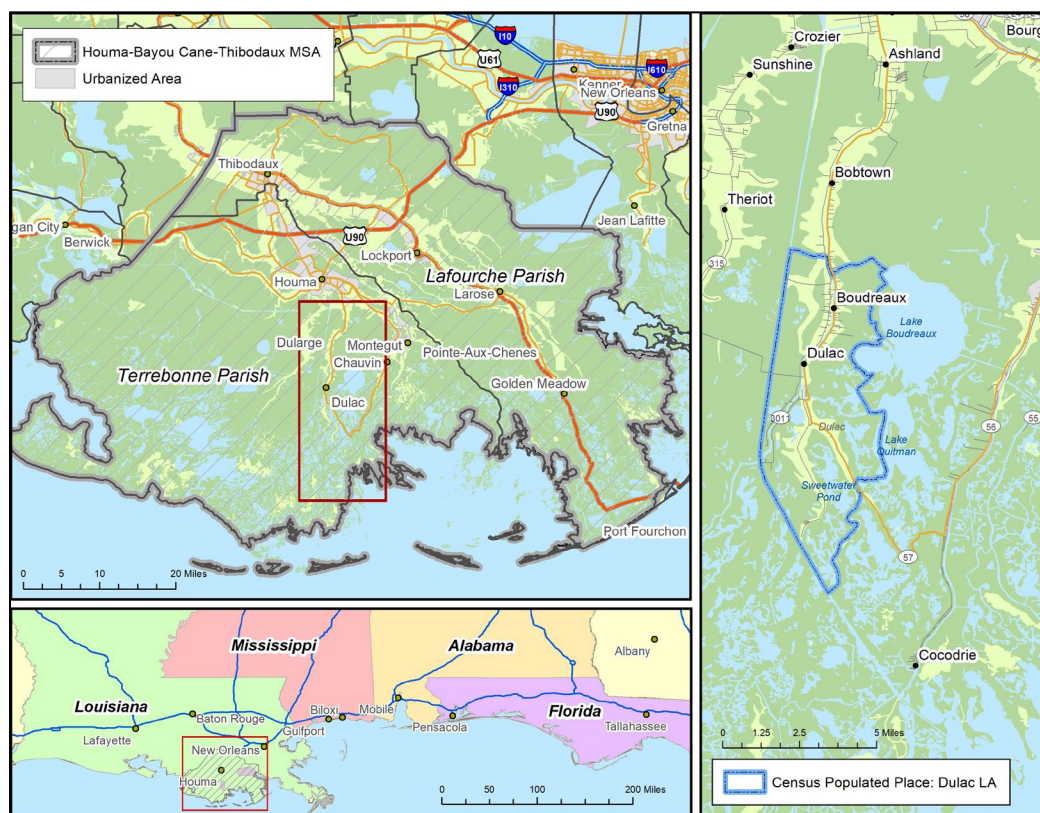 Houma-Bayou Cane-Thibodaux MSA
Urbanized Area
I10
U61
I310
I610
Kenner
New Orleans
U90
Gretna
Thibodaux
gan City
Berwick
U90
Jean Lafitte
Lockport
Houma
Lafourche Parish
Larose
Dularge
Montegut
Chauvin
Pointe-Aux-Chenes
Terrebonne Parish
Dulac
Golden Meadow
Port Fourchon
0 5 10 20 Miles
Mississippi
Alabama
Albany
Louisiana
Baton Rouge
Biloxi
Mobile
Florida
Lafayette
Gulfport
Pensacola
Tallahassee
New Orleans
Houma
0 50 100 200 Miles
Crozier
Bourg
Sunshine
Ashland
Bobtown
Theriot
315
Boudreaux
Lake
Boudreaux
Dulac
3011
56
55
Dulac
Lake
Quitman
Sweetwater
Pond
57
Cocodrie
0 1.25 2.5 5 Miles
Census Populated Place: Dulac LA